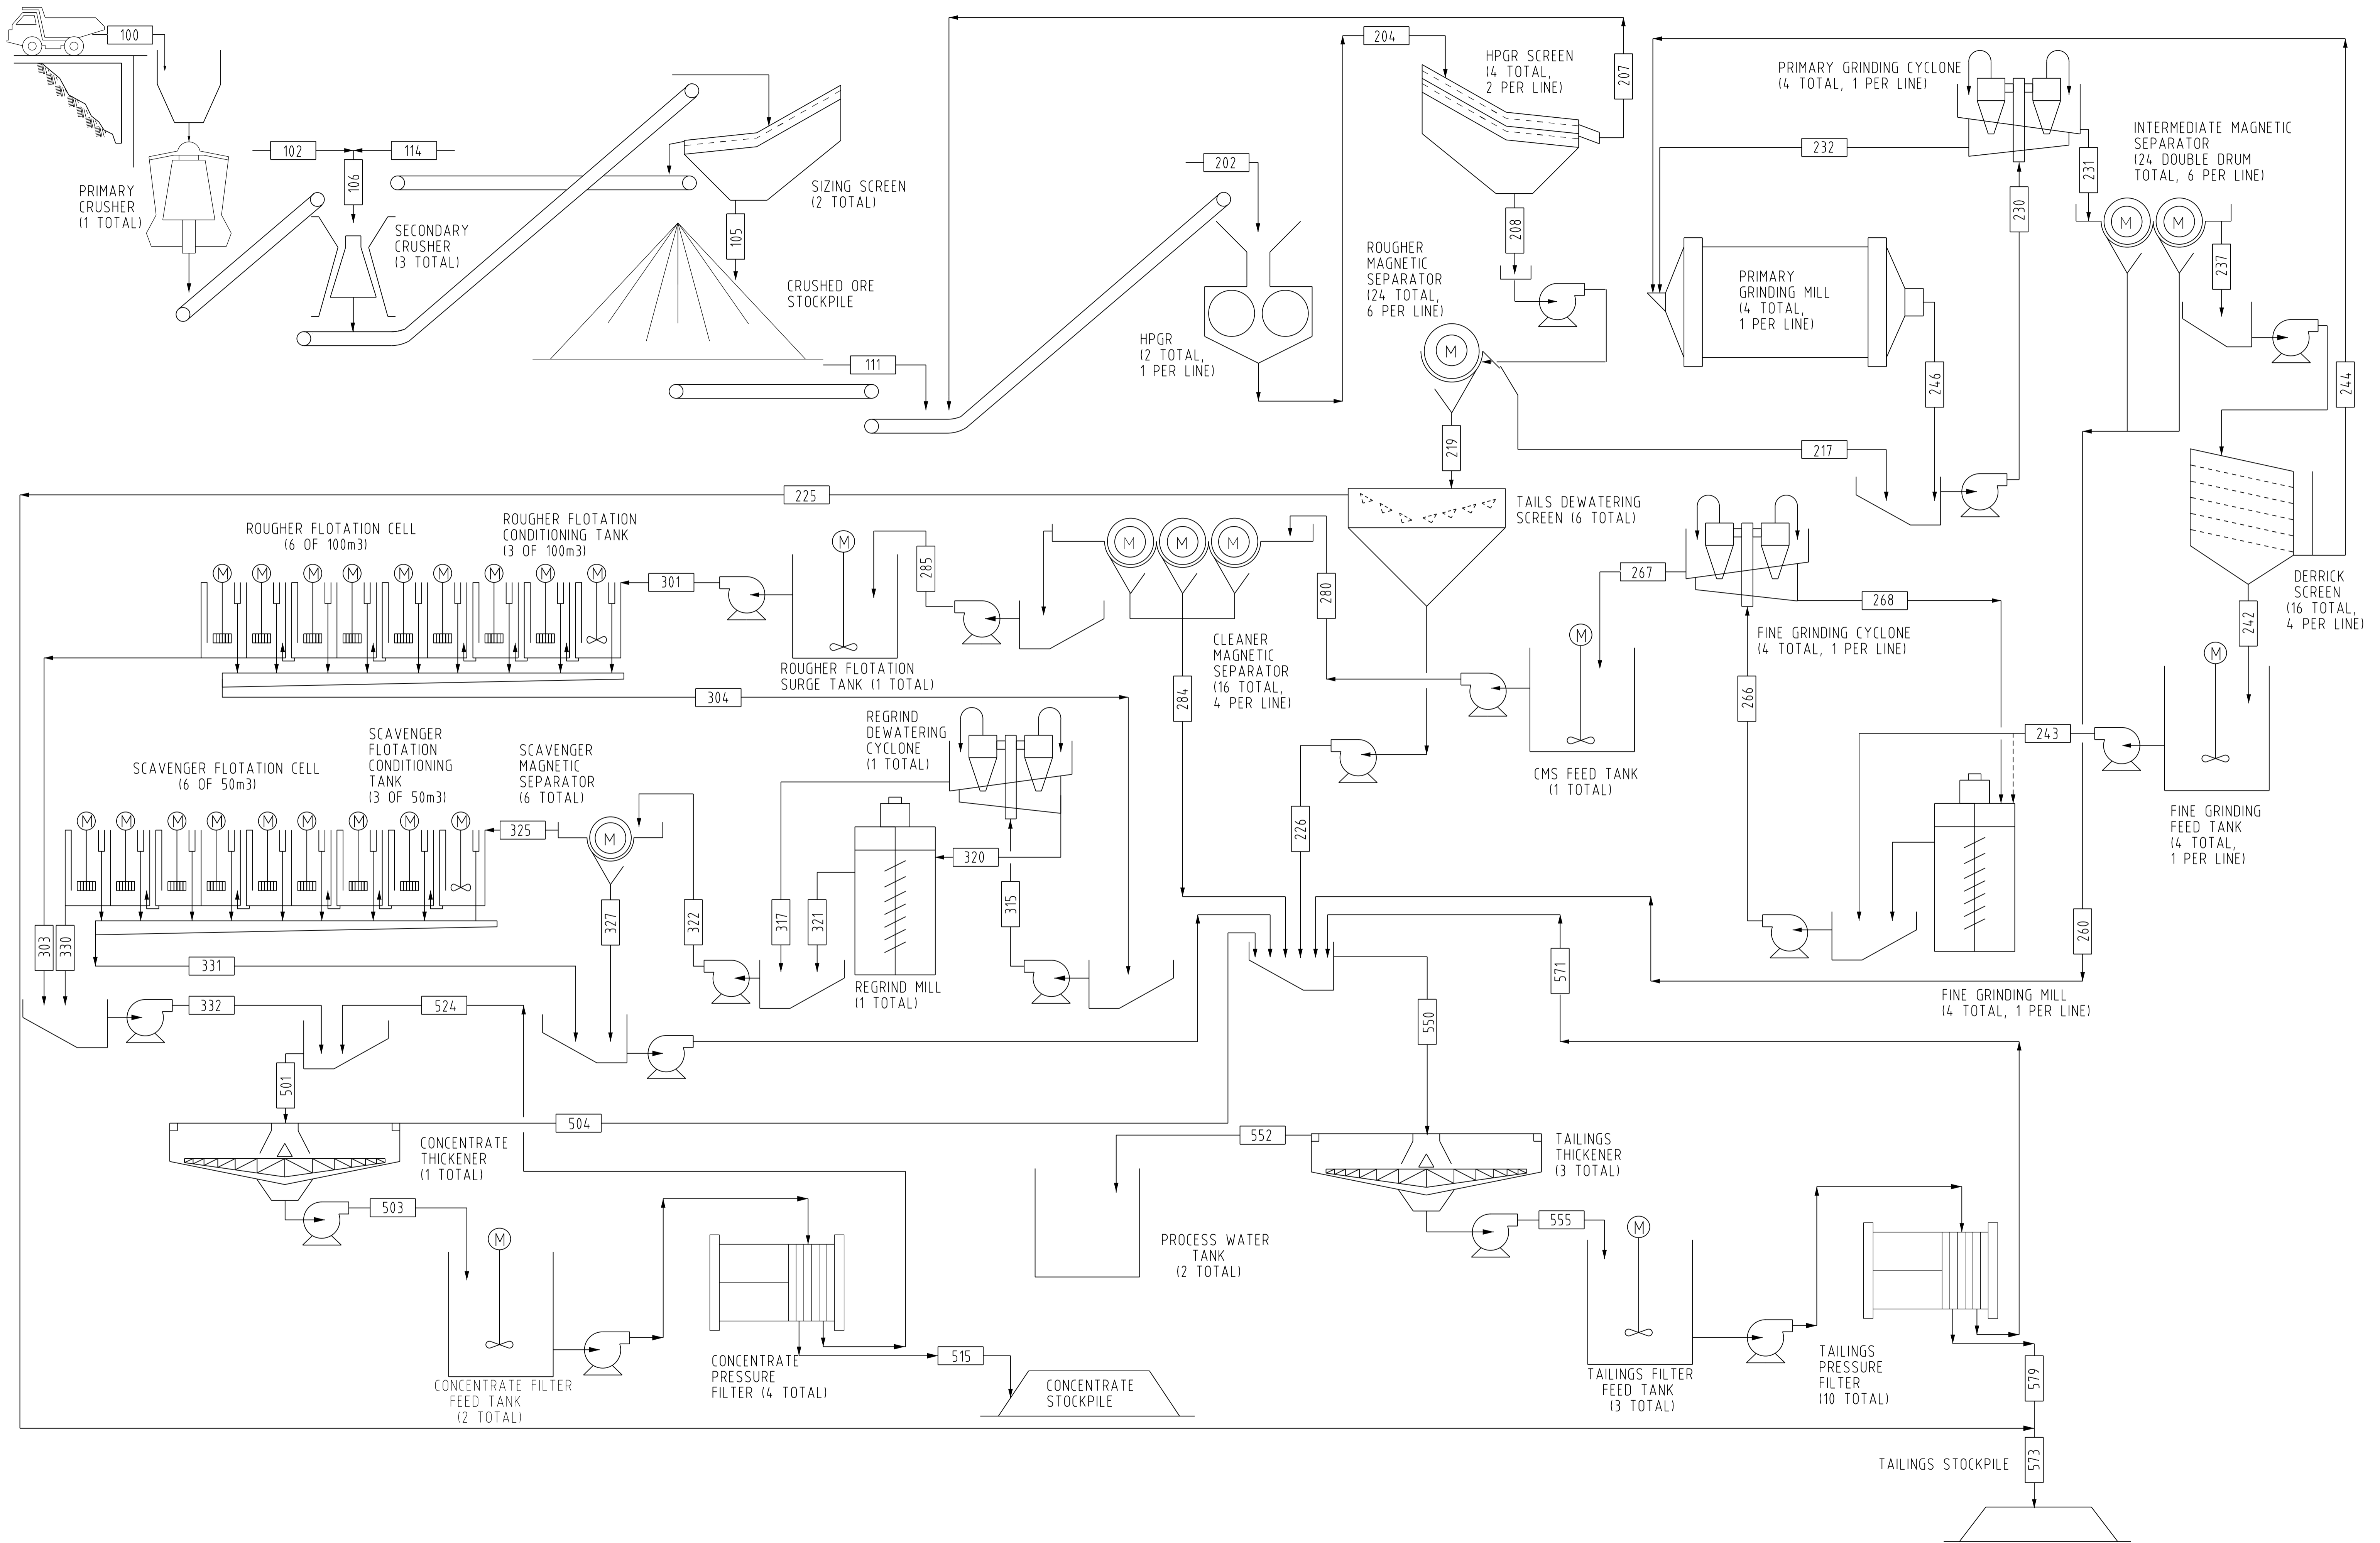 100
PRIMARY
CRUSHER
(1 TOTAL)
102
114
106
SECONDARY
CRUSHER
(3 TOTAL)
SIZING SCREEN
(2 TOTAL)
105
CRUSHED ORE
STOCKPILE
111
202
HPGR
(2 TOTAL,
1 PER LINE)
204
HPGR SCREEN
(4 TOTAL,
2 PER LINE)
207
208
ROUGHER
MAGNETIC
SEPARATOR
(24 TOTAL,
6 PER LINE)
219
217
PRIMARY GRINDING CYCLONE
(4 TOTAL, 1 PER LINE)
232
231
230
INTERMEDIATE MAGNETIC
SEPARATOR
(24 DOUBLE DRUM
TOTAL, 6 PER LINE)
M
M
M
237
PRIMARY
GRINDING MILL
(4 TOTAL,
1 PER LINE)
246
244
DERRICK
SCREEN
(16 TOTAL,
4 PER LINE)
242
225
TAILS DEWATERING
SCREEN (6 TOTAL)
ROUGHER FLOTATION CELL
(6 OF 100m3)
ROUGHER FLOTATION
CONDITIONING TANK
(3 OF 100m3)
M
M
M
M
M
M
M
M
M
301
M
ROUGHER FLOTATION
SURGE TANK (1 TOTAL)
285
M
M
M
280
CLEANER
MAGNETIC
SEPARATOR
(16 TOTAL,
4 PER LINE)
284
267
268
FINE GRINDING CYCLONE
(4 TOTAL, 1 PER LINE)
266
M
CMS FEED TANK
(1 TOTAL)
243
M
FINE GRINDING
FEED TANK
(4 TOTAL,
1 PER LINE)
260
FINE GRINDING MILL
(4 TOTAL, 1 PER LINE)
304
REGRIND
DEWATERING
CYCLONE
(1 TOTAL)
SCAVENGER FLOTATION CELL
(6 OF 50m3)
SCAVENGER
FLOTATION
CONDITIONING
TANK
(3 OF 50m3)
SCAVENGER
MAGNETIC
SEPARATOR
(6 TOTAL)
M
M
M
M
M
M
M
M
M
325
M
327
322
317
321
320
315
REGRIND MILL
(1 TOTAL)
226
303
330
331
332
524
571
550
501
504
CONCENTRATE
THICKENER
(1 TOTAL)
503
M
CONCENTRATE FILTER
FEED TANK
(2 TOTAL)
CONCENTRATE
PRESSURE
FILTER (4 TOTAL)
515
CONCENTRATE
STOCKPILE
552
PROCESS WATER
TANK
(2 TOTAL)
TAILINGS
THICKENER
(3 TOTAL)
555
M
TAILINGS FILTER
FEED TANK
(3 TOTAL)
TAILINGS
PRESSURE
FILTER
(10 TOTAL)
579
573
TAILINGS STOCKPILE